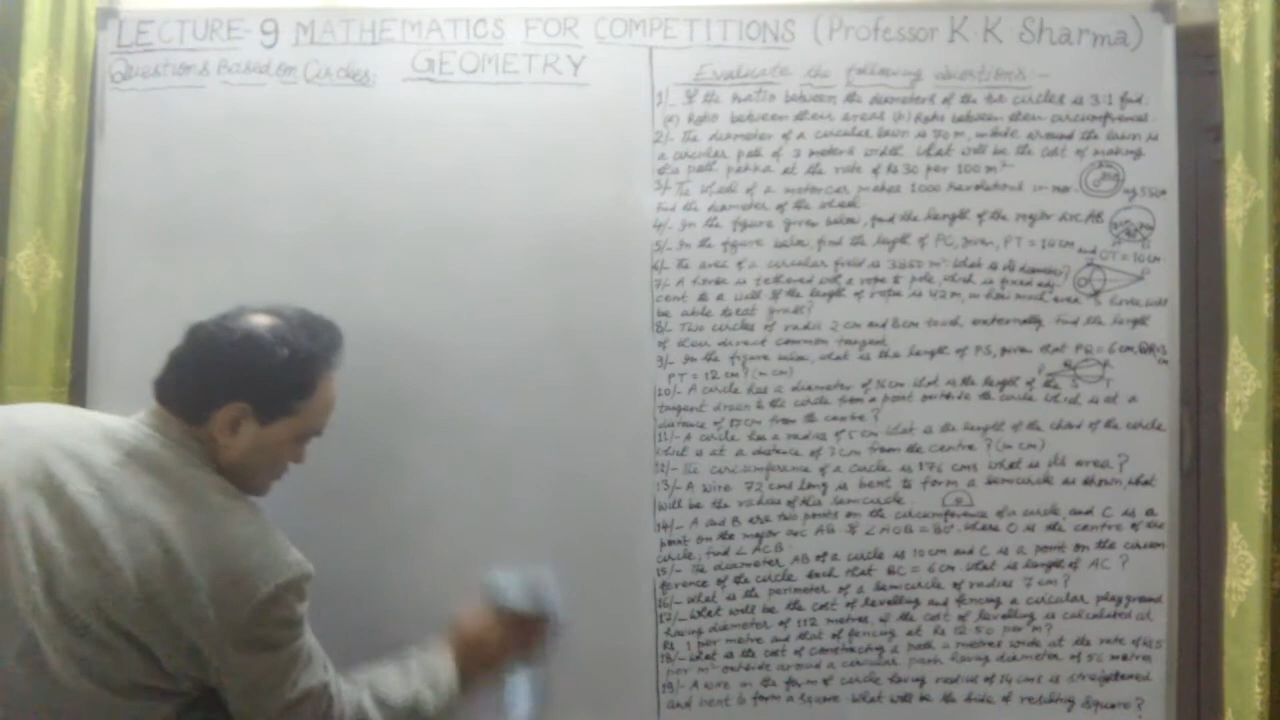 LECTURE-9 MATHEMATICS FOR COMPETITIONS (Professor K.K. Sharma)
GEOMETRY
Questions Based on Circles:
Evaluate the following questions:-
1/- If the ratio between the diameters of the two circles is 3:1 find.
(a) Ratio between their areas (b) Ratio between their circumferences.
2/- The diameter of a circular lawn is 70 m, around the lawn is
a circular path of 3 meters width. What will be the cost of making
path pakka at the rate of Rs 30 per 100 m²
3/- The wheel of a motorcar makes 1000 revolutions in
Find the diameter of the wheel
4/- In the figure given below, find the length of the major arc AB
5/- In the figure below, find the length of PO, given, PT = and OT = 10 cm.
6/- The area of a circular field is 3850 m². What is its diameter?
7/- A horse is tethered with a rope to pole, which is fixed adj-
cent to a wall. If the length of rope is 42 m, in how much area horse will
be able to eat grass?
8/- Two circles of radii 2 cm and 8 cm touch externally. Find the length
of their direct common tangent
9/- In the figure below, what is the length of PS, given that PQ = 6 cm,
PT = 12 cm? (in cm)
10/- A circle has a diameter of 16 cm. What is the length of the
tangent drawn to the circle from a point outside the circle which is at a
distance of cm from the centre?
11/- A circle has a radius of 5 cm. What is the length of the chord of the circle
which is at a distance of 3 cm from the centre? (in cm)
12/- The circumference of a circle is 176 cms what is its area?
13/- A wire 72 cms long is bent to form a semicircle as shown, what
will be the radius of this semicircle.
14/- A and B are two points on the circumference of a circle and C is a
point on the major arc AB. If ∠AOB = 80°. Where O is the centre of the
circle, find ∠ACB.
15/- The diameter AB of a circle is 10 cm and C is a point on the circum
ference of the circle such that BC = 6 cm. What is length of AC?
16/- What is the perimeter of a semicircle of radius 7 cm?
17/- What will be the cost of levelling and fencing a circular playground
having diameter of 112 metres, if the cost of levelling is calculated at
Rs 1 per metre and that of fencing at Rs 12.50 per m?
18/- What is the cost of constructing a path metres wide at the rate of Rs 5
per m² outside around a circular park having diameter of 56 metres
19/- A wire in the form of circle having radius of 14 cms is straightened
and bent to form a square. What will be the side of resulting square?